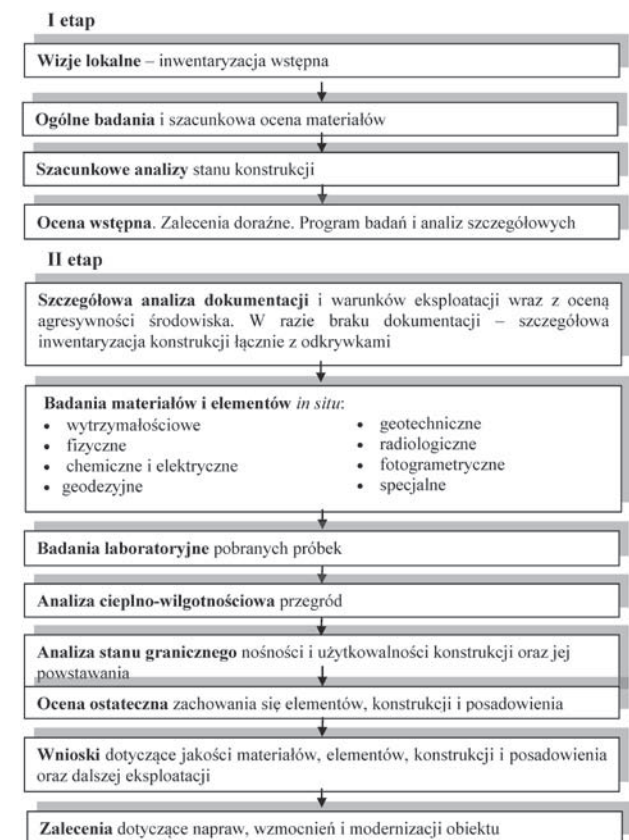 I etap
Wizje lokalne – inwentaryzacja wstępna
Ogólne badania i szacunkowa ocena materiałów
Szacunkowe analizy stanu konstrukcji
Ocena wstępna. Zalecenia doraźne. Program badań i analiz szczegółowych
II etap
Szczegółowa analiza dokumentacji i warunków eksploatacji wraz z oceną
agresywności środowiska. W razie braku dokumentacji – szczegółowa
inwentaryzacja konstrukcji łącznie z odkrywkami
Badania materiałów i elementów in situ:
• wytrzymałościowe
• fizyczne
• chemiczne i elektryczne
• geodezyjne
• geotechniczne
• radiologiczne
• fotogrametryczne
• specjalne
Badania laboratoryjne pobranych próbek
Analiza cieplno-wilgotnościowa przegród
Analiza stanu granicznego nośności i użytkowalności konstrukcji oraz jej
powstawania
Ocena ostateczna zachowania się elementów, konstrukcji i posadowienia
Wnioski dotyczące jakości materiałów, elementów, konstrukcji i posadowienia
oraz dalszej eksploatacji
Zalecenia dotyczące napraw, wzmocnień i modernizacji obiektu